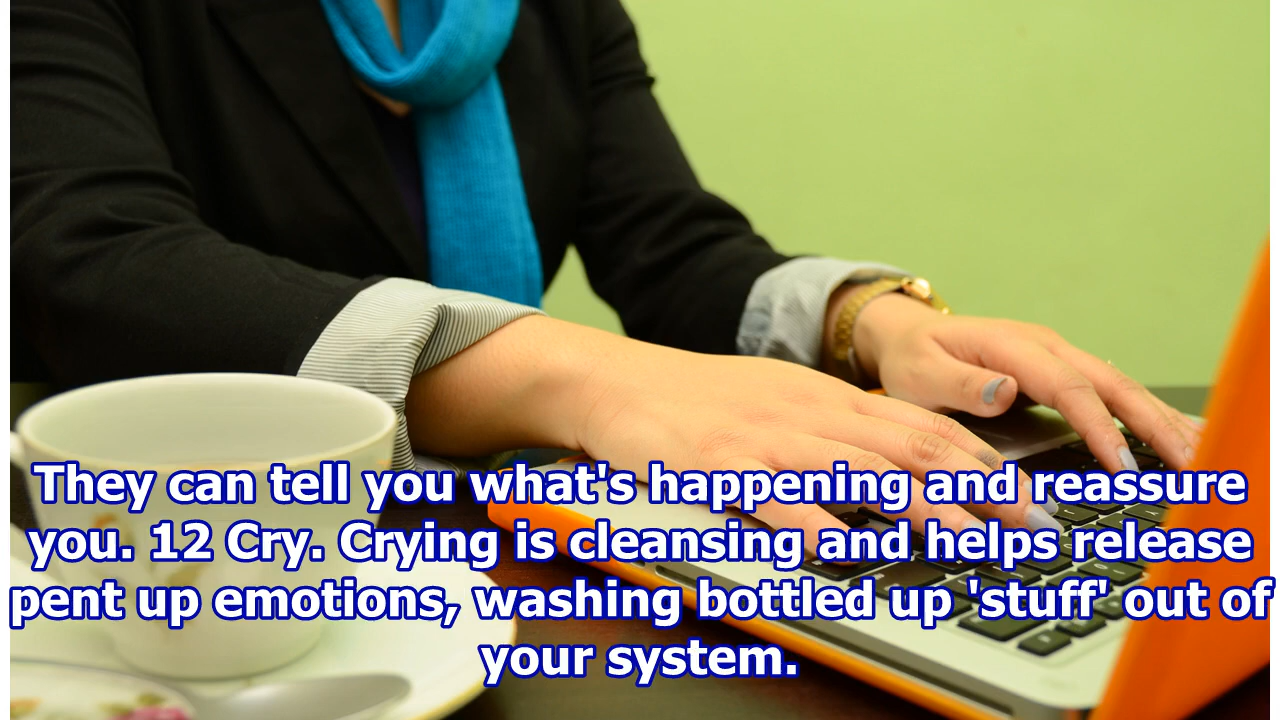 They can tell you what's happening and reassure
you. 12 Cry. Crying is cleansing and helps release
pent up emotions, washing bottled up 'stuff' out of
your system.